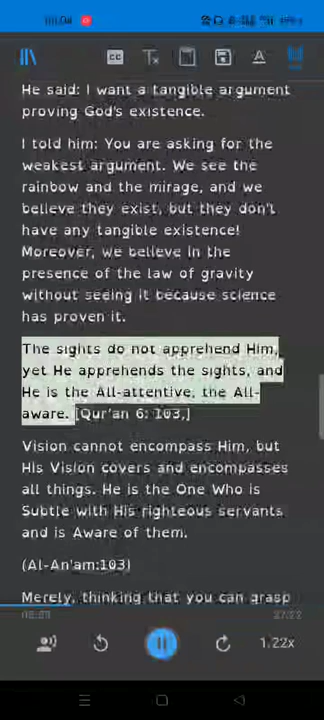 He said: I want a tangible argument
proving God's existence.
I told him: You are asking for the
weakest argument. We see the
rainbow and the mirage, and we
believe they exist, but they don't
have any tangible existence!
Moreover, we believe in the
presence of the law of gravity
without seeing it because science
has proven it.
The sights do not apprehend Him,
yet He apprehends the sights, and
He is the All-attentive, the All-
aware. [Qur'an 6: 103,]
Vision cannot encompass Him, but
His Vision covers and encompasses
all things. He is the One Who is
Subtle with His righteous servants
and is Aware of them.
(Al-An'am:103)
Merely, thinking that you can grasp
1.22x